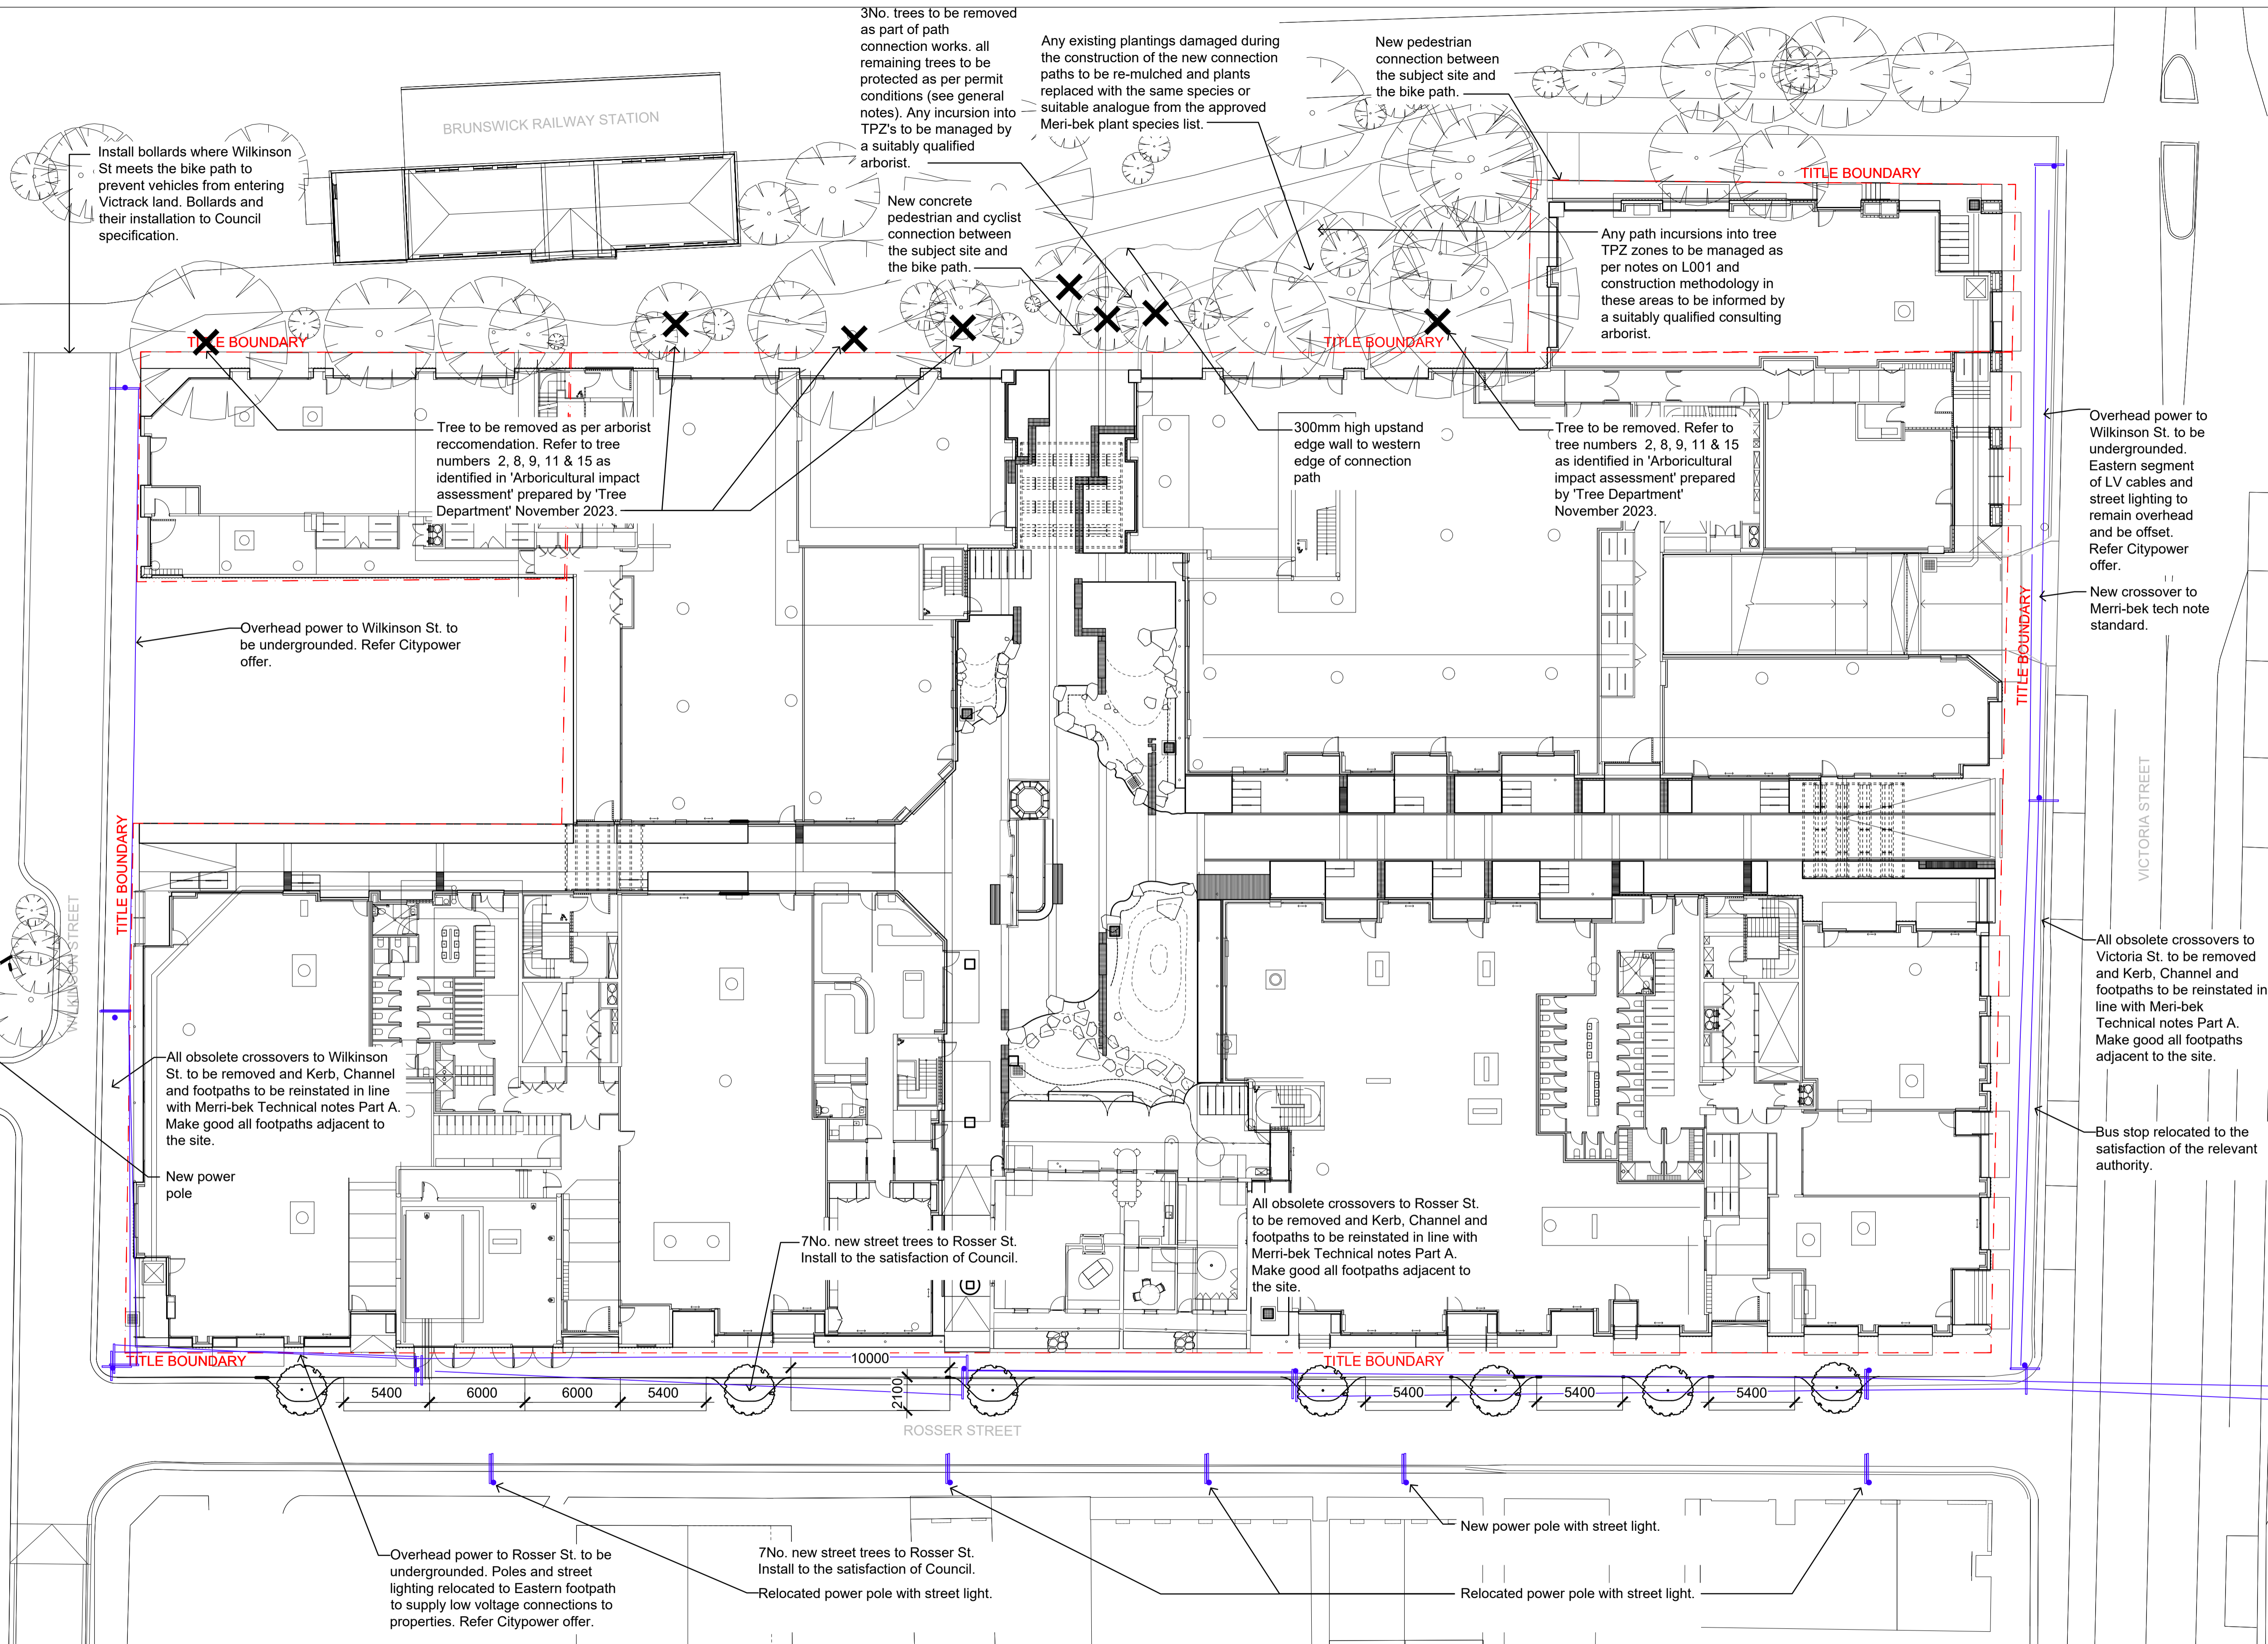 3No. trees to be removed
as part of path
connection works. all
remaining trees to be
protected as per permit
conditions (see general
notes). Any incursion into
TPZ's to be managed by
a suitably qualified
arborist.
Any existing plantings damaged during
the construction of the new connection
paths to be re-mulched and plants
replaced with the same species or
suitable analogue from the approved
Meri-bek plant species list.
New pedestrian
connection between
the subject site and
the bike path.
BRUNSWICK RAILWAY STATION
Install bollards where Wilkinson
St meets the bike path to
prevent vehicles from entering
Victrack land. Bollards and
their installation to Council
specification.
TITLE BOUNDARY
New concrete
pedestrian and cyclist
connection between
the subject site and
the bike path.
Any path incursions into tree
TPZ zones to be managed as
per notes on L001 and
construction methodology in
these areas to be informed by
a suitably qualified consulting
arborist.
TITLE BOUNDARY
TITLE BOUNDARY
Tree to be removed as per arborist
reccomendation. Refer to tree
numbers 2, 8, 9, 11 & 15 as
identified in 'Arboricultural impact
assessment' prepared by 'Tree
Department' November 2023.
300mm high upstand
edge wall to western
edge of connection
path
Tree to be removed. Refer to
tree numbers 2, 8, 9, 11 & 15
as identified in 'Arboricultural
impact assessment' prepared
by 'Tree Department'
November 2023.
Overhead power to
Wilkinson St. to be
undergrounded.
Eastern segment
of LV cables and
street lighting to
remain overhead
and be offset.
Refer Citypower
offer.
New crossover to
Merri-bek tech note
standard.
TITLE BOUNDARY
Overhead power to Wilkinson St. to
be undergrounded. Refer Citypower
offer.
TITLE BOUNDARY
WILKINSON STREET
VICTORIA STREET
All obsolete crossovers to
Victoria St. to be removed
and Kerb, Channel and
footpaths to be reinstated in
line with Meri-bek
Technical notes Part A.
Make good all footpaths
adjacent to the site.
All obsolete crossovers to Wilkinson
St. to be removed and Kerb, Channel
and footpaths to be reinstated in line
with Merri-bek Technical notes Part A.
Make good all footpaths adjacent to
the site.
Bus stop relocated to the
satisfaction of the relevant
authority.
New power
pole
All obsolete crossovers to Rosser St.
to be removed and Kerb, Channel and
footpaths to be reinstated in line with
Merri-bek Technical notes Part A.
Make good all footpaths adjacent to
the site.
7No. new street trees to Rosser St.
Install to the satisfaction of Council.
TITLE BOUNDARY
TITLE BOUNDARY
10000
5400
6000
6000
5400
2100
5400
5400
5400
ROSSER STREET
New power pole with street light.
Overhead power to Rosser St. to be
undergrounded. Poles and street
lighting relocated to Eastern footpath
to supply low voltage connections to
properties. Refer Citypower offer.
7No. new street trees to Rosser St.
Install to the satisfaction of Council.
Relocated power pole with street light.
Relocated power pole with street light.